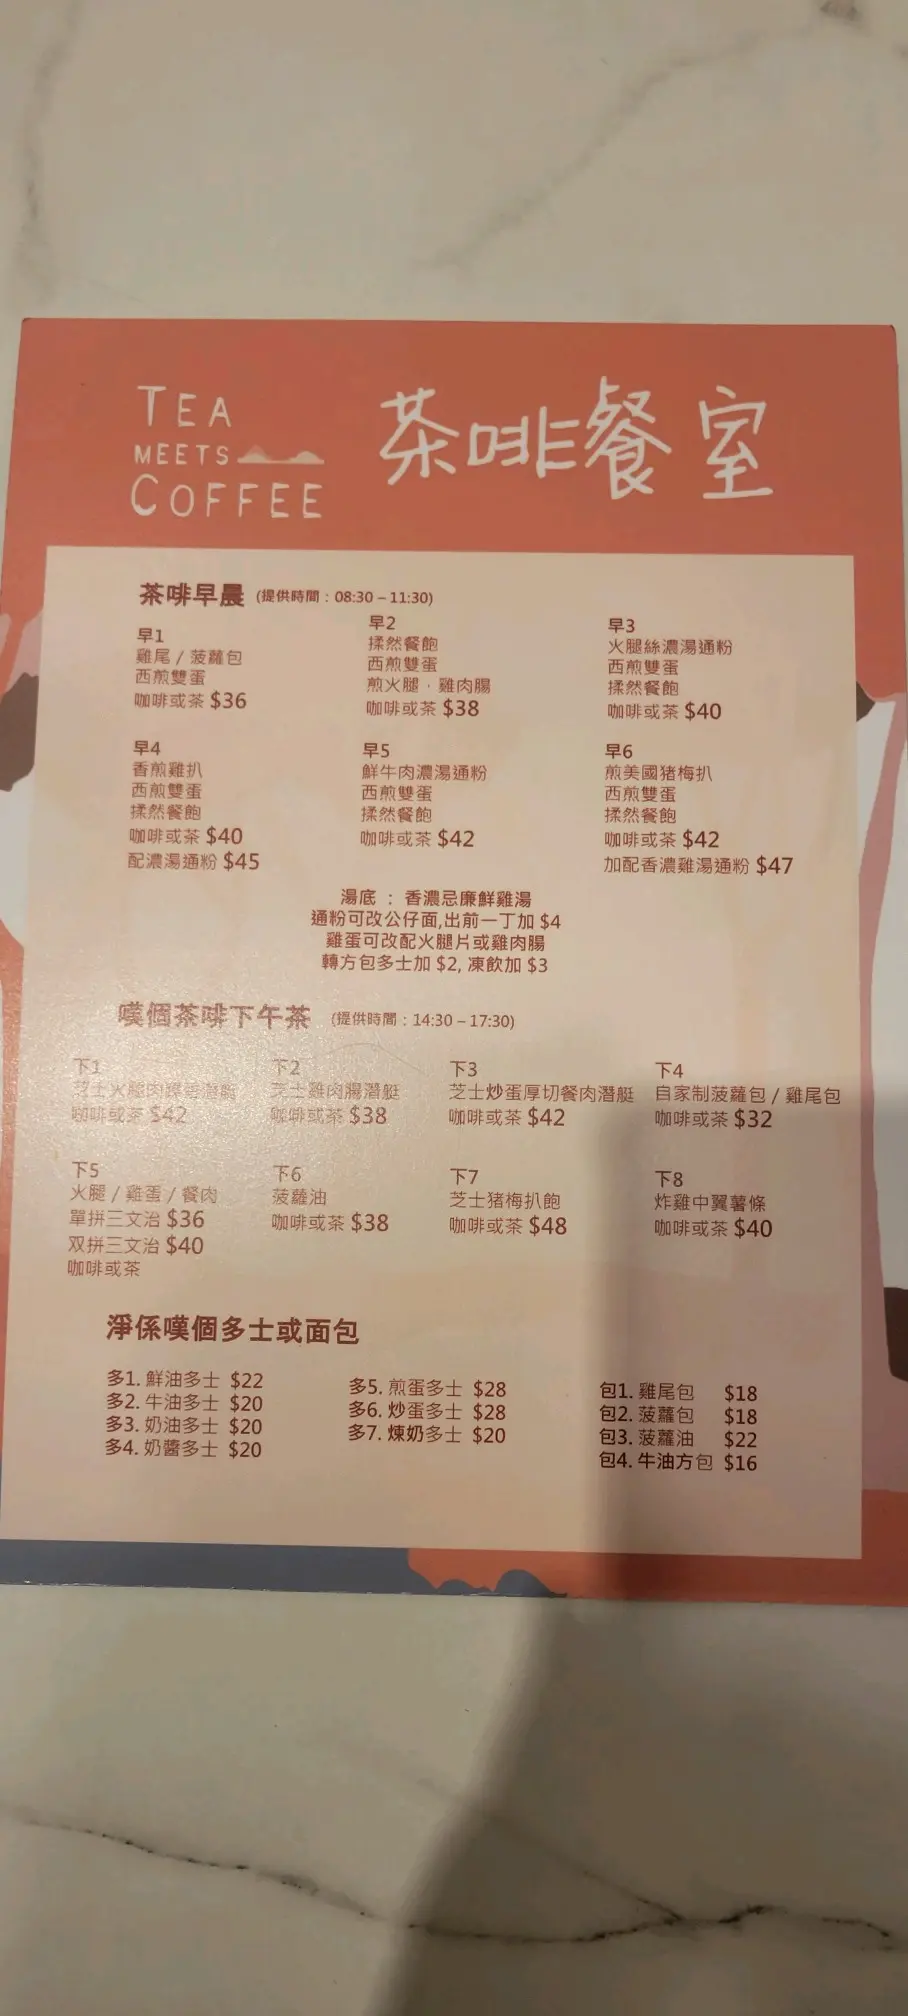 TEA
MEETS
COFFEE
茶啡餐室
茶啡早晨 (提供時間：08:30 – 11:30)
早1
雞尾 / 菠蘿包
西煎雙蛋
咖啡或茶 $36
早2
揉然餐飽
西煎雙蛋
煎火腿 · 雞肉腸
咖啡或茶 $38
早3
火腿絲濃湯通粉
西煎雙蛋
揉然餐飽
咖啡或茶 $40
早4
香煎雞扒
西煎雙蛋
揉然餐飽
咖啡或茶 $40
配濃湯通粉 $45
早5
鮮牛肉濃湯通粉
西煎雙蛋
揉然餐飽
咖啡或茶 $42
早6
煎美國猪梅扒
西煎雙蛋
揉然餐飽
咖啡或茶 $42
加配香濃雞湯通粉 $47
湯底 ： 香濃忌廉鮮雞湯
通粉可改公仔面,出前一丁加 $4
雞蛋可改配火腿片或雞肉腸
轉方包多士加 $2, 凍飲加 $3
嘆個茶啡下午茶 (提供時間：14:30 – 17:30)
下1
芝士火腿肉潛艇
咖啡或茶 $42
下2
芝士雞肉腸潛艇
咖啡或茶 $38
下3
芝士炒蛋厚切餐肉潛艇
咖啡或茶 $42
下4
自家制菠蘿包 / 雞尾包
咖啡或茶 $32
下5
火腿 / 雞蛋 / 餐肉
單拼三文治 $36
双拼三文治 $40
咖啡或茶
下6
菠蘿油
咖啡或茶 $38
下7
芝士猪梅扒飽
咖啡或茶 $48
下8
炸雞中翼薯條
咖啡或茶 $40
淨係嘆個多士或面包
多1. 鮮油多士 $22
多2. 牛油多士 $20
多3. 奶油多士 $20
多4. 奶醬多士 $20
多5. 煎蛋多士 $28
多6. 炒蛋多士 $28
多7. 煉奶多士 $20
包1. 雞尾包 $18
包2. 菠蘿包 $18
包3. 菠蘿油 $22
包4. 牛油方包 $16